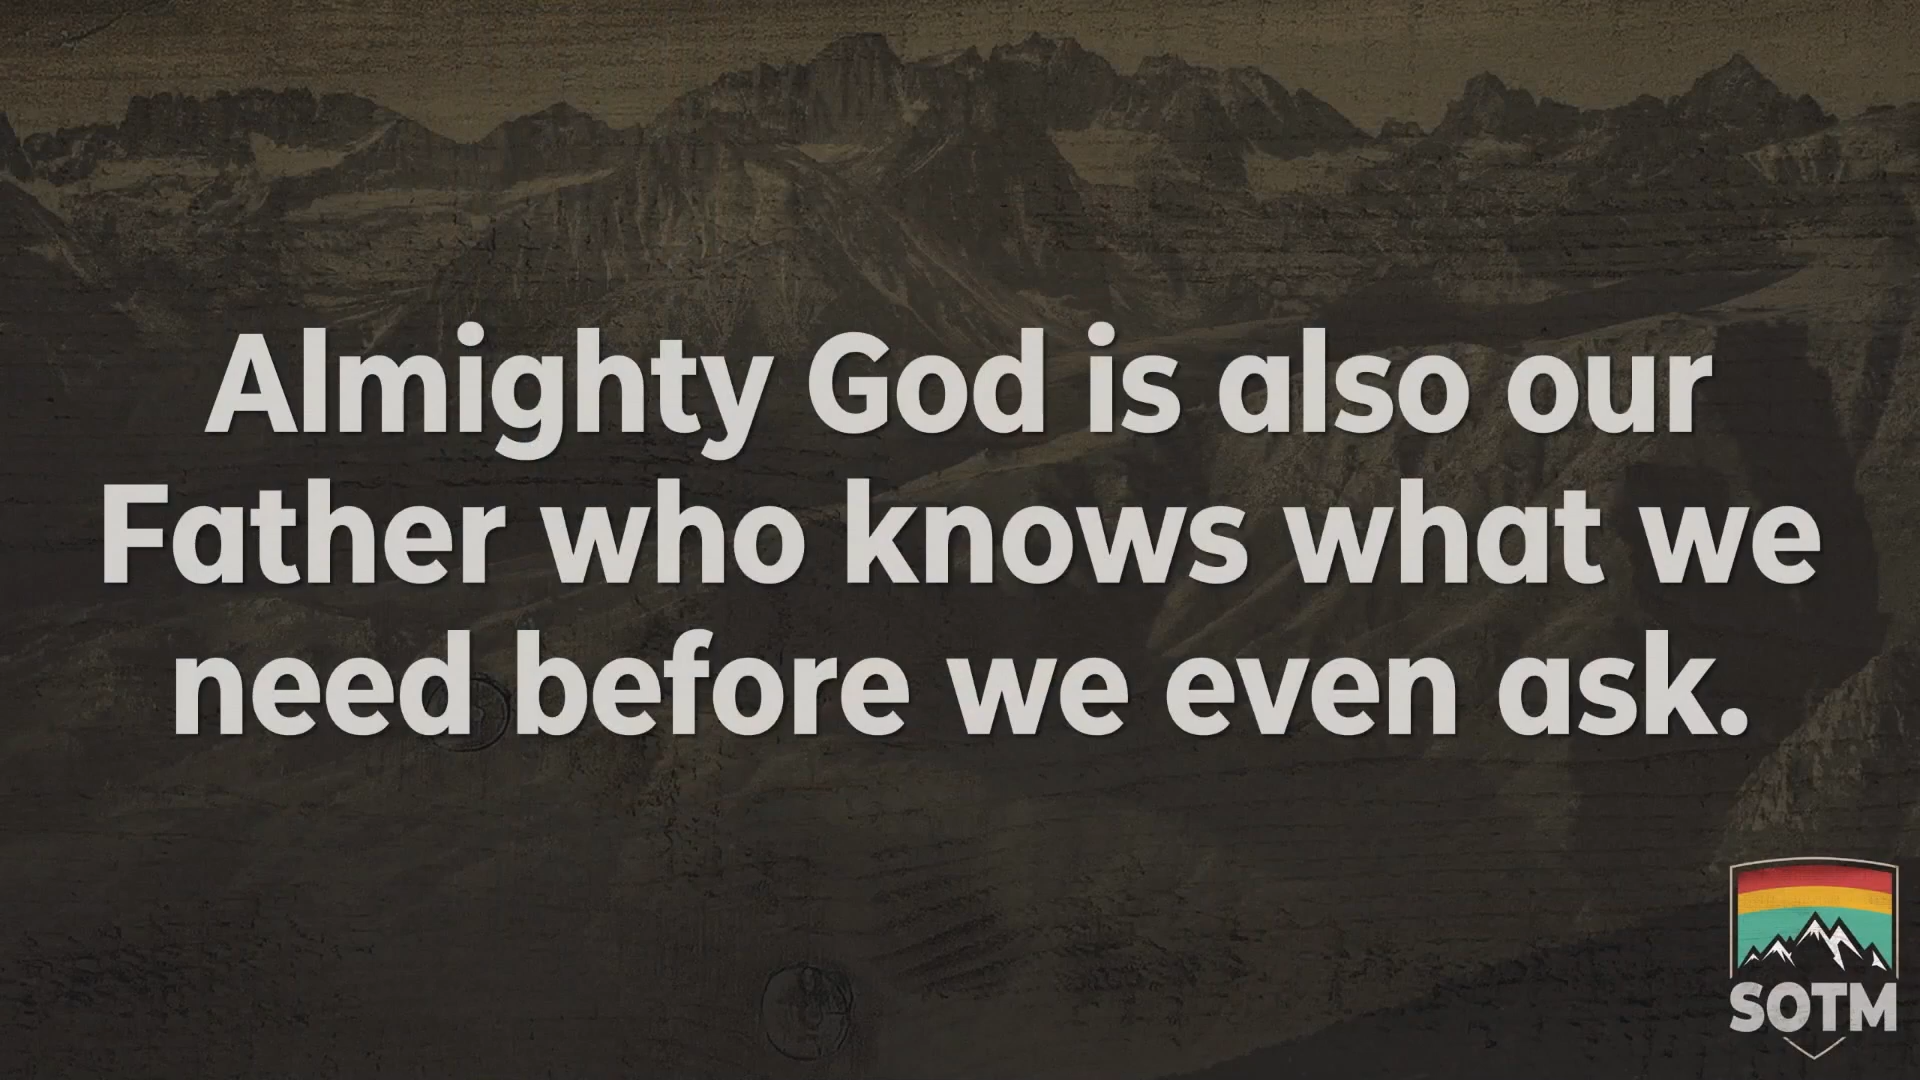 Almighty God is also our
Father who knows what we
need before we even ask.
SOTM